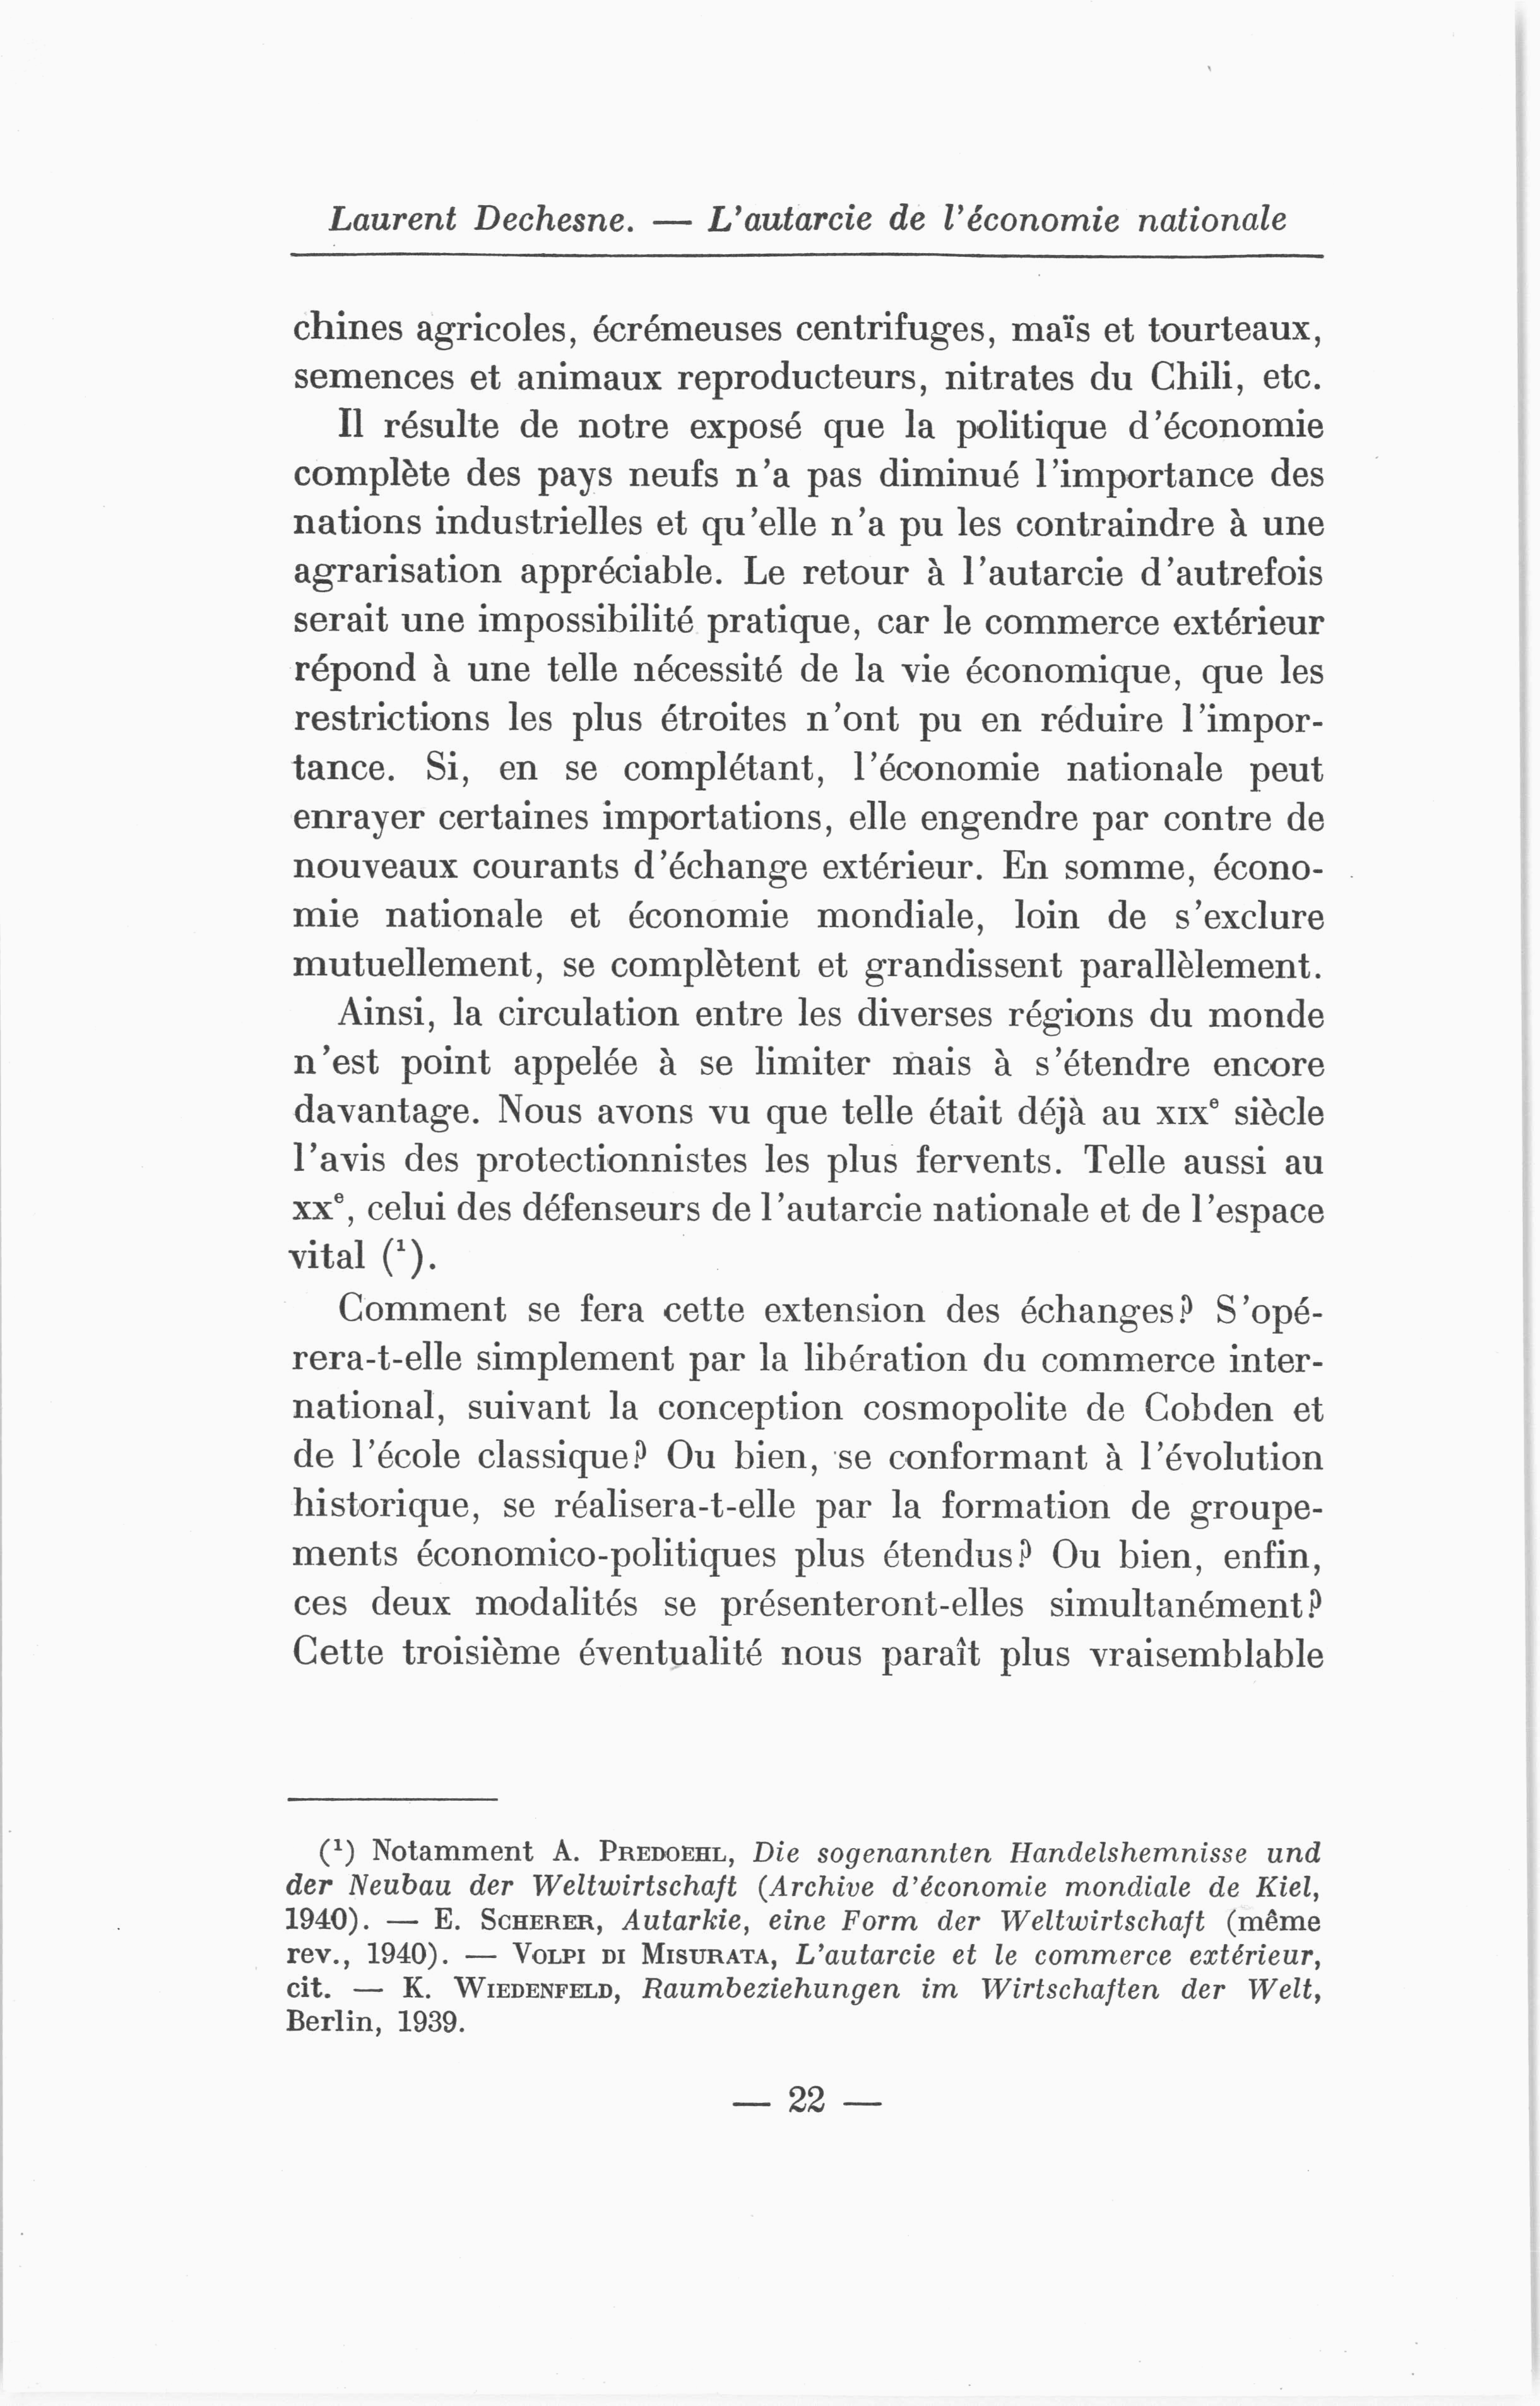 Laurent Dechesne. — L'autarcie de l'économie nationale
chines agricoles, écrémeuses centrifuges, maïs et tourteaux,
semences et animaux reproducteurs, nitrates du Chili, etc.
Il résulte de notre exposé que la politique d'économie
complète des pays neufs n'a pas diminué l'importance des
nations industrielles et qu'elle n'a pu les contraindre à une
agrarisation appréciable. Le retour à l'autarcie d'autrefois
serait une impossibilité pratique, car le commerce extérieur
répond à une telle nécessité de la vie économique, que les
restrictions les plus étroites n'ont pu en réduire l'impor-
tance. Si, en se complétant, l'économie nationale peut
enrayer certaines importations, elle engendre par contre de
nouveaux courants d'échange extérieur. En somme, écono-
mie nationale et économie mondiale, loin de s'exclure
mutuellement, se complètent et grandissent parallèlement.
Ainsi, la circulation entre les diverses régions du monde
n'est point appelée à se limiter mais à s'étendre encore
davantage. Nous avons vu que telle était déjà au XIXᵉ siècle
l'avis des protectionnistes les plus fervents. Telle aussi au
XXᵉ, celui des défenseurs de l'autarcie nationale et de l'espace
vital (¹).
Comment se fera cette extension des échanges? S'opé-
rera-t-elle simplement par la libération du commerce inter-
national, suivant la conception cosmopolite de Cobden et
de l'école classique? Ou bien, se conformant à l'évolution
historique, se réalisera-t-elle par la formation de groupe-
ments économico-politiques plus étendus? Ou bien, enfin,
ces deux modalités se présenteront-elles simultanément?
Cette troisième éventualité nous paraît plus vraisemblable
(¹) Notamment A. PREDOEHL, Die sogenannten Handelshemnisse und
der Neubau der Weltwirtschaft (Archive d'économie mondiale de Kiel,
1940). — E. SCHERER, Autarkie, eine Form der Weltwirtschaft (même
rev., 1940). — VOLPI DI MISURATA, L'autarcie et le commerce extérieur,
cit. — K. WIEDENFELD, Raumbeziehungen im Wirtschaften der Welt,
Berlin, 1939.
— 22 —